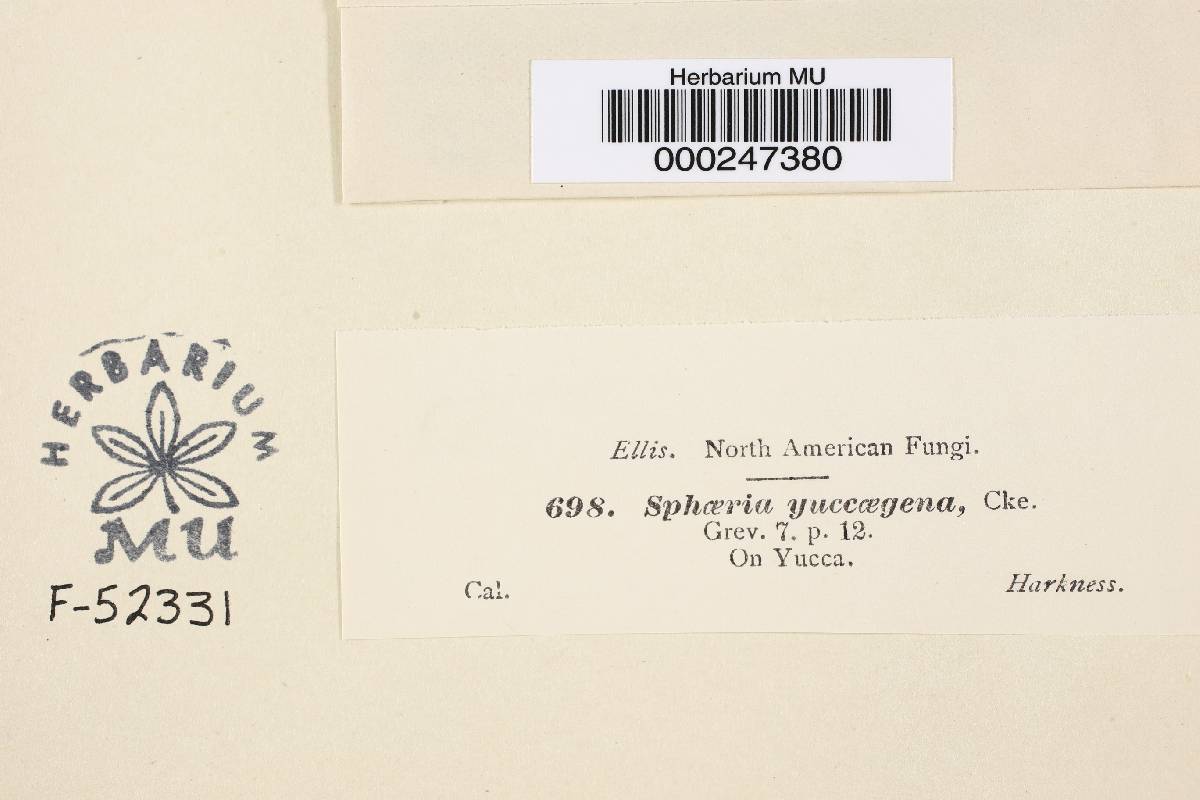 Herbarium MU
000247380
HERBARIUM
MU
F-52331
Ellis. North American Fungi.
698. Sphæria yuccægena, Cke.
Grev. 7. p. 12.
On Yucca.
Cal. Harkness.